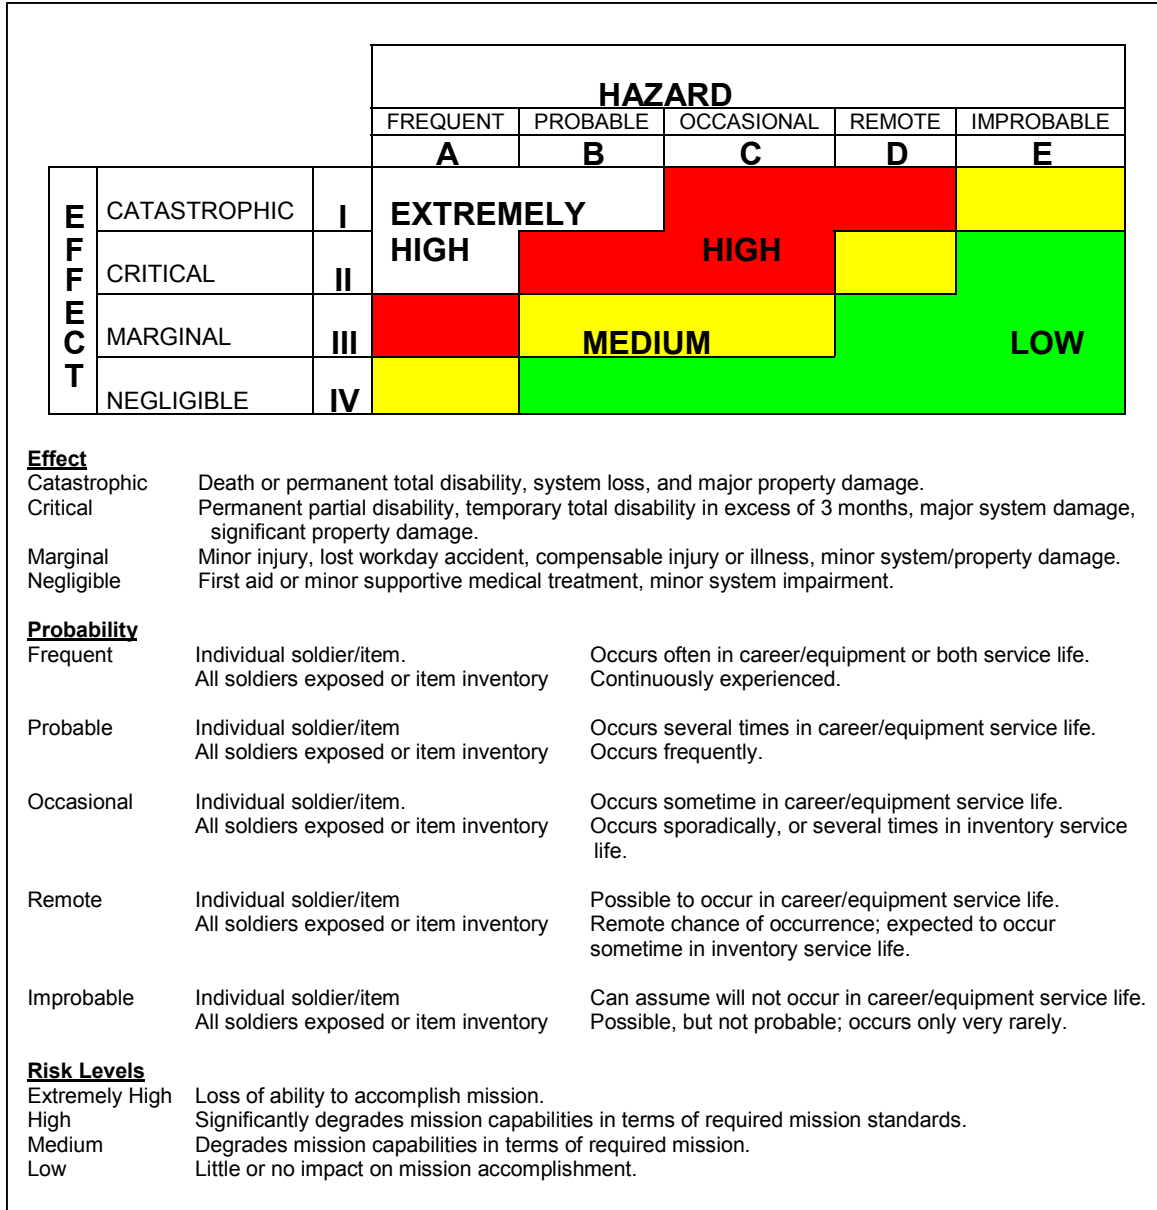 HAZARD
FREQUENT PROBABLE OCCASIONAL REMOTE IMPROBABLE
A B C D E
EFFECT
CATASTROPHIC I EXTREMELY
HIGH HIGH
CRITICAL II
MARGINAL III MEDIUM LOW
NEGLIGIBLE IV
Effect
Catastrophic Death or permanent total disability, system loss, and major property damage.
Critical Permanent partial disability, temporary total disability in excess of 3 months, major system damage,
significant property damage.
Marginal Minor injury, lost workday accident, compensable injury or illness, minor system/property damage.
Negligible First aid or minor supportive medical treatment, minor system impairment.
Probability
Frequent Individual soldier/item. Occurs often in career/equipment or both service life.
All soldiers exposed or item inventory Continuously experienced.
Probable Individual soldier/item Occurs several times in career/equipment service life.
All soldiers exposed or item inventory Occurs frequently.
Occasional Individual soldier/item. Occurs sometime in career/equipment service life.
All soldiers exposed or item inventory Occurs sporadically, or several times in inventory service
life.
Remote Individual soldier/item Possible to occur in career/equipment service life.
All soldiers exposed or item inventory Remote chance of occurrence; expected to occur
sometime in inventory service life.
Improbable Individual soldier/item Can assume will not occur in career/equipment service life.
All soldiers exposed or item inventory Possible, but not probable; occurs only very rarely.
Risk Levels
Extremely High Loss of ability to accomplish mission.
High Significantly degrades mission capabilities in terms of required mission standards.
Medium Degrades mission capabilities in terms of required mission.
Low Little or no impact on mission accomplishment.